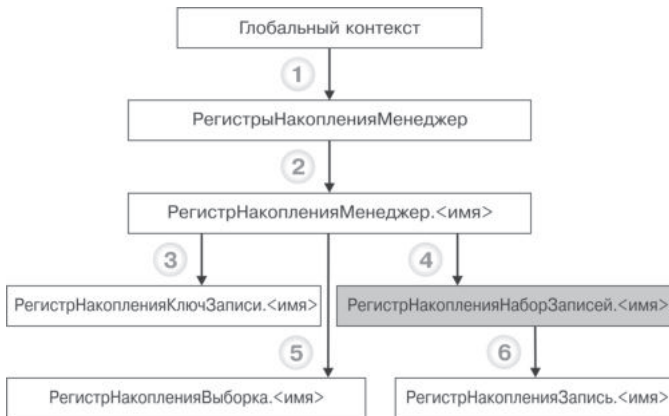 Глобальный контекст
1
РегистрыНакопленияМенеджер
2
РегистрНакопленияМенеджер.<имя>
3
4
РегистрНакопленияКлючЗаписи.<имя>
РегистрНакопленияНаборЗаписей.<имя>
5
6
РегистрНакопленияВыборка.<имя>
РегистрНакопленияЗапись.<имя>